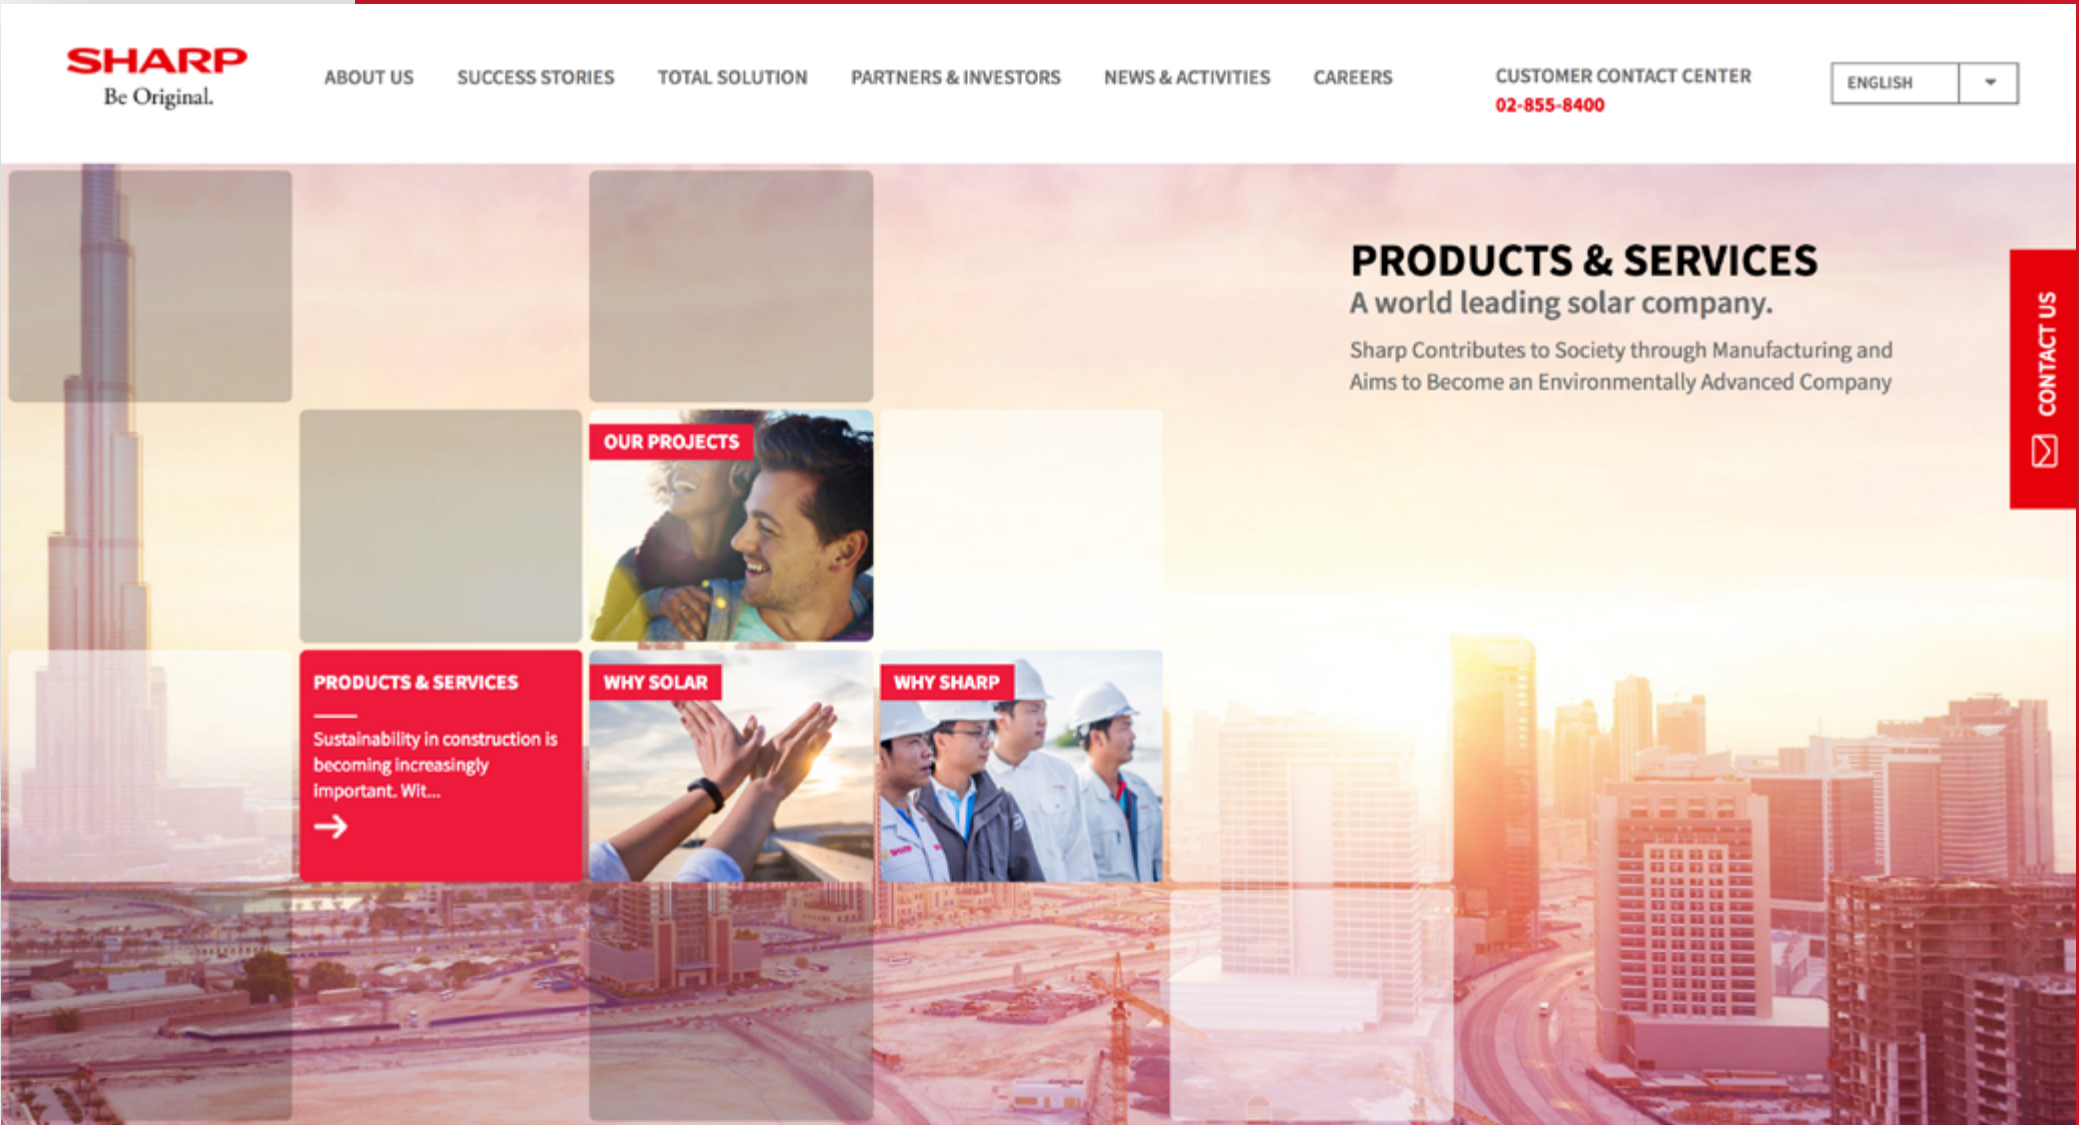 SHARP
Be Original.
ABOUT US
SUCCESS STORIES
TOTAL SOLUTION
PARTNERS & INVESTORS
NEWS & ACTIVITIES
CAREERS
CUSTOMER CONTACT CENTER
02-855-8400
ENGLISH
PRODUCTS & SERVICES
A world leading solar company.
Sharp Contributes to Society through Manufacturing and
Aims to Become an Environmentally Advanced Company
CONTACT US
OUR PROJECTS
PRODUCTS & SERVICES
Sustainability in construction is
becoming increasingly
important. Wit...
WHY SOLAR
WHY SHARP